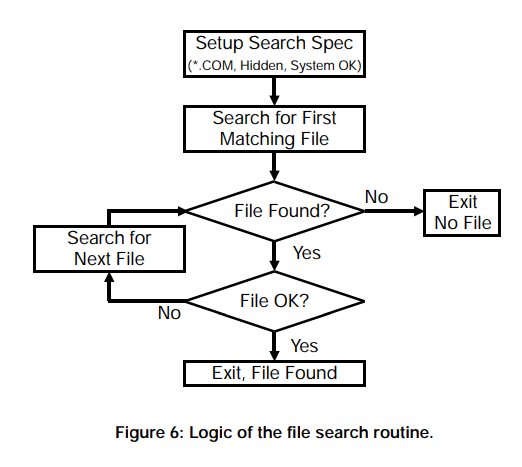 Setup Search Spec
(*.COM, Hidden, System OK)
Search for First
Matching File
File Found?
No
Exit
No File
Search for
Next File
Yes
File OK?
No
Yes
Exit, File Found
Figure 6: Logic of the file search routine.